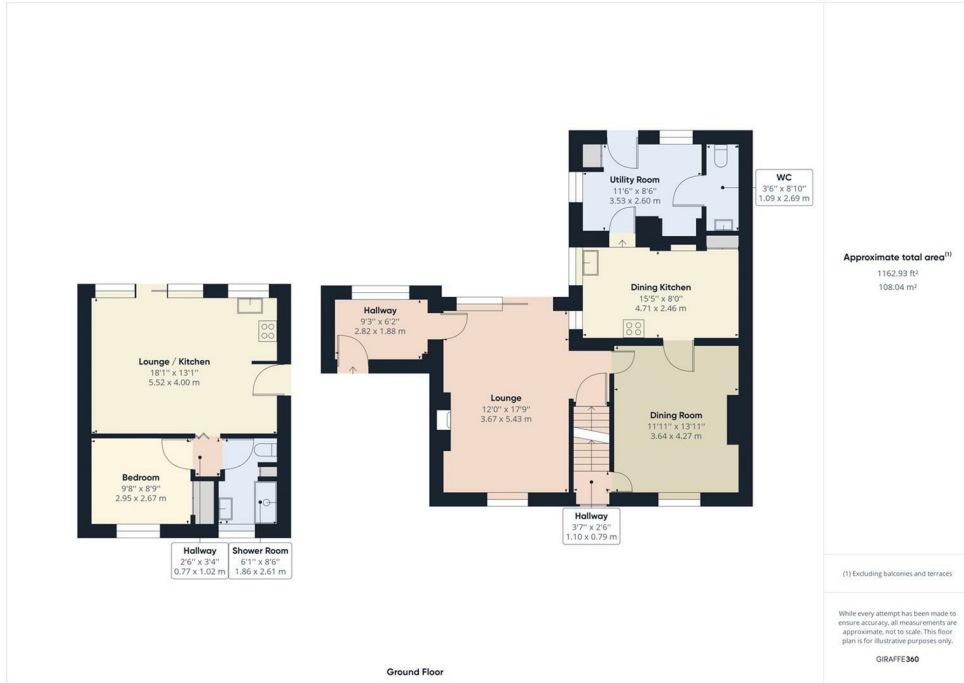 Utility Room
11'6" x 8'6"
3.53 x 2.60 m
WC
3'6" x 8'10"
1.09 x 2.69 m
Dining Kitchen
15'5" x 8'0"
4.71 x 2.46 m
Hallway
9'3" x 6'2"
2.82 x 1.88 m
Lounge / Kitchen
18'1" x 13'1"
5.52 x 4.00 m
Lounge
12'0" x 17'9"
3.67 x 5.43 m
Dining Room
11'11" x 13'11"
3.64 x 4.27 m
Bedroom
9'8" x 8'9"
2.95 x 2.67 m
Hallway
3'7" x 2'6"
1.10 x 0.79 m
Hallway
2'6" x 3'4"
0.77 x 1.02 m
Shower Room
6'1" x 8'6"
1.86 x 2.61 m
Ground Floor
Approximate total area(1)
1162.93 ft²
108.04 m²
(1) Excluding balconies and terraces
While every attempt has been made to
ensure accuracy, all measurements are
approximate, not to scale. This floor
plan is for illustrative purposes only.
GIRAFFE360